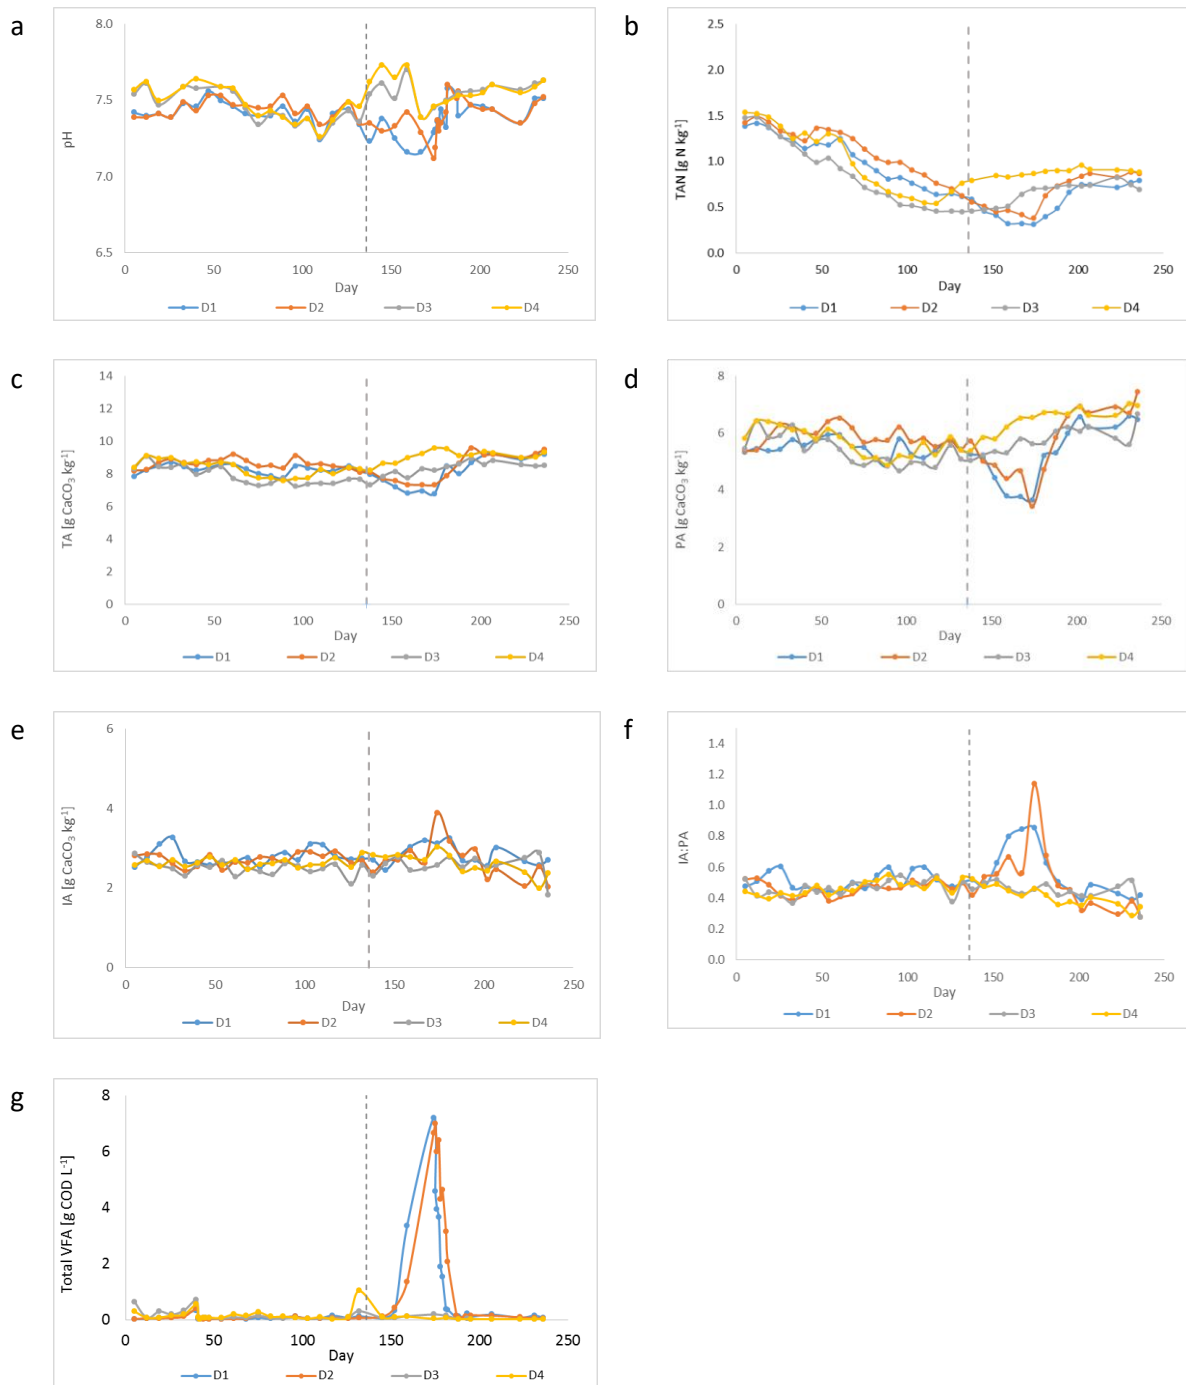 a
8.0
7.5
7.0
6.5
pH
0 50 100 150 200 250
Day
D1 D2 D3 D4
b
2.5
2.0
1.5
1.0
0.5
0.0
TAN [g N kg⁻¹]
0 50 100 150 200 250
Day
D1 D2 D3 D4
c
14
12
10
8
6
4
2
0
TA [g CaCO₃ kg⁻¹]
0 50 100 150 200 250
Day
D1 D2 D3 D4
d
8
6
4
2
0
PA [g CaCO₃ kg⁻¹]
0 50 100 150 200 250
Day
D1 D2 D3 D4
e
6
4
2
0
IA [g CaCO₃ kg⁻¹]
0 50 100 150 200 250
Day
D1 D2 D3 D4
f
1.4
1.2
1.0
0.8
0.6
0.4
0.2
0.0
IA:PA
0 50 100 150 200 250
Day
D1 D2 D3 D4
g
8
6
4
2
0
Total VFA [g COD L⁻¹]
0 50 100 150 200 250
Day
D1 D2 D3 D4